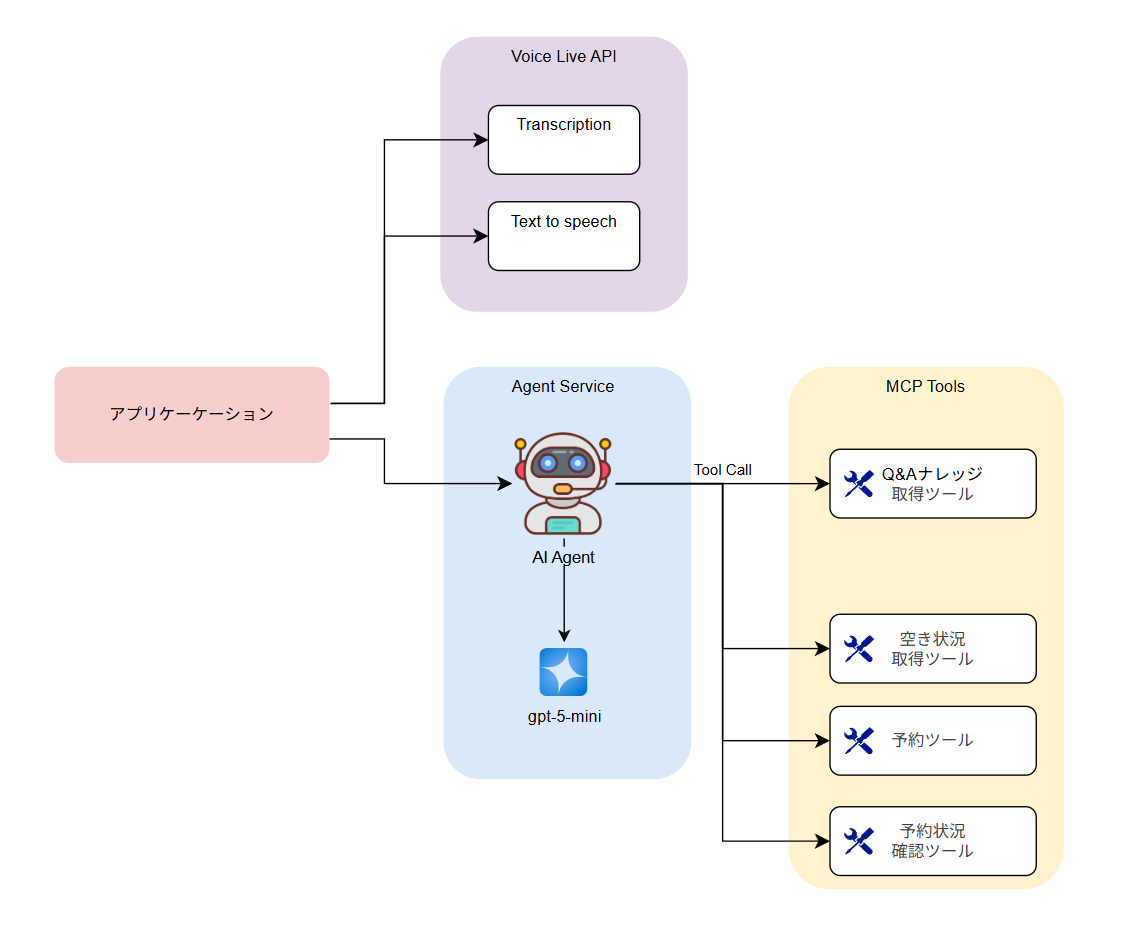 Voice Live API
Transcription
Text to speech
アプリケーケーション
Agent Service
AI Agent
gpt-5-mini
Tool Call
MCP Tools
Q&Aナレッジ
取得ツール
空き状況
取得ツール
予約ツール
予約状況
確認ツール